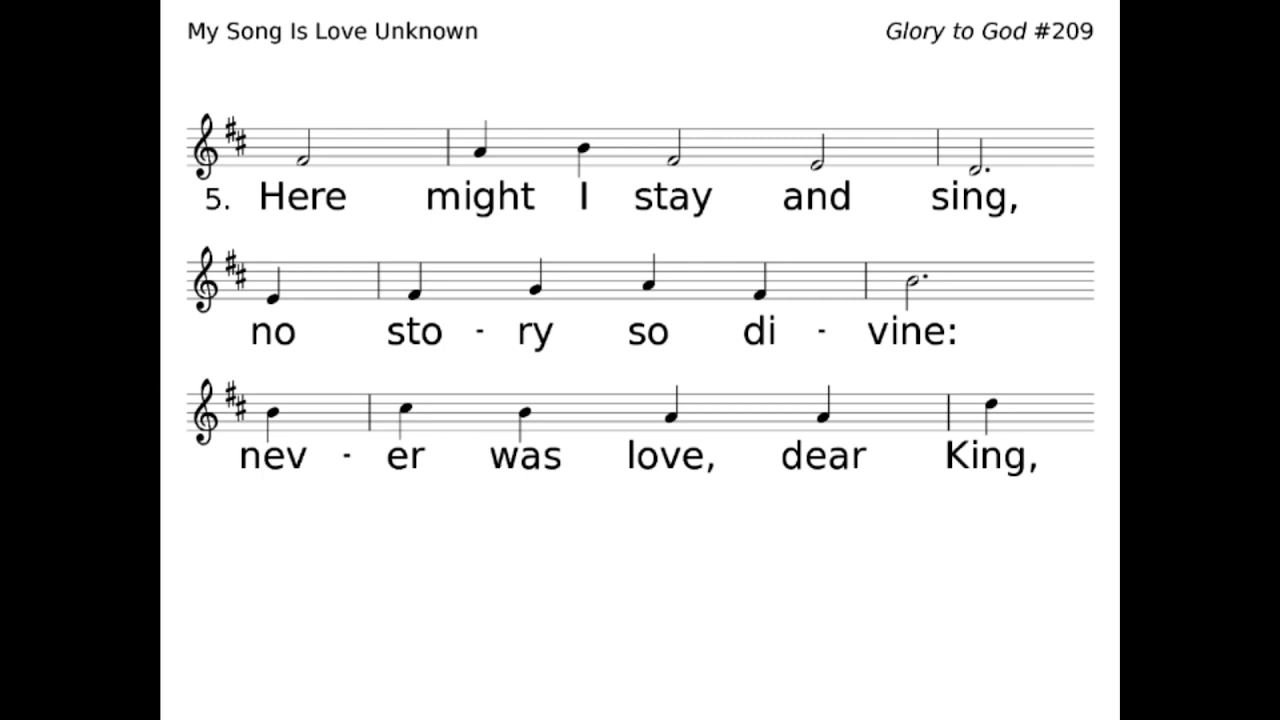 My Song Is Love Unknown
Glory to God #209
5. Here might I stay and sing,
no sto - ry so di - vine:
nev - er was love, dear King,